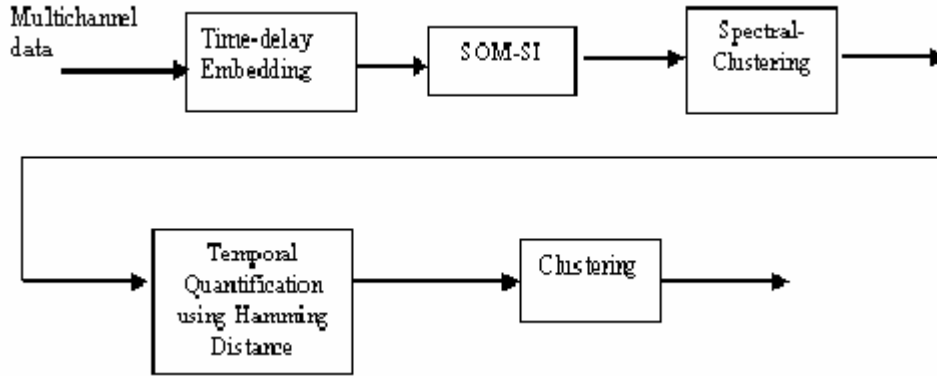 Multichannel
data
Time-delay
Embedding
SOM-SI
Spectral-
Clustering
Temporal
Quantification
using Hamming
Distance
Clustering